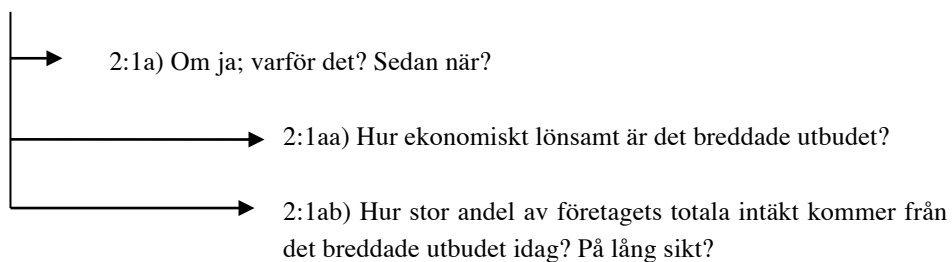 2:1a) Om ja; varför det? Sedan när?
2:1aa) Hur ekonomiskt lönsamt är det breddade utbudet?
2:1ab) Hur stor andel av företagets totala intäkt kommer från
det breddade utbudet idag? På lång sikt?